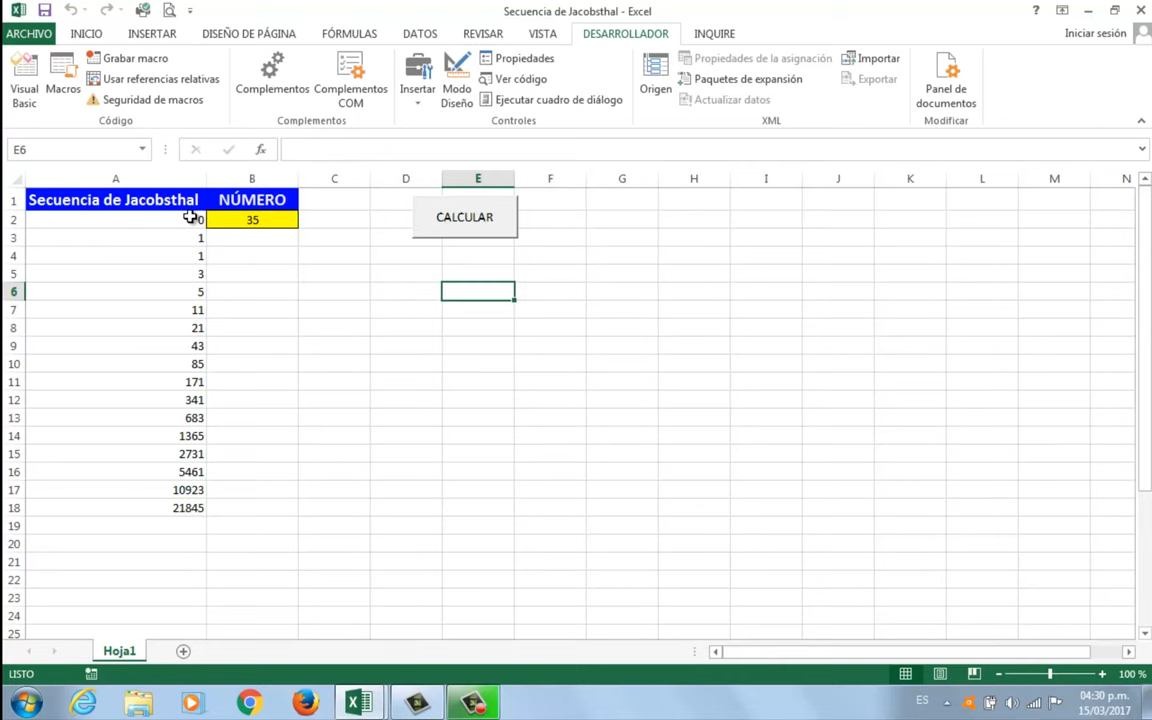 Secuencia de Jacobsthal - Excel
ARCHIVO INICIO INSERTAR DISEÑO DE PÁGINA FÓRMULAS DATOS REVISAR VISTA DESARROLLADOR INQUIRE Iniciar sesión
Visual Basic
Macros
Grabar macro
Usar referencias relativas
Seguridad de macros
Código
Complementos
Complementos COM
Complementos
Insertar
Modo Diseño
Propiedades
Ver código
Ejecutar cuadro de diálogo
Controles
Origen
Propiedades de la asignación
Paquetes de expansión
Actualizar datos
Importar
Exportar
XML
Panel de documentos
Modificar
E6
fx
A B C D E F G H I J K L M N
1 Secuencia de Jacobsthal NÚMERO
2 0 35 CALCULAR
3 1
4 1
5 3
6 5
7 11
8 21
9 43
10 85
11 171
12 341
13 683
14 1365
15 2731
16 5461
17 10923
18 21845
19
20
21
22
23
24
25
Hoja1
LISTO 100 %
ES 04:30 p.m.
15/03/2017